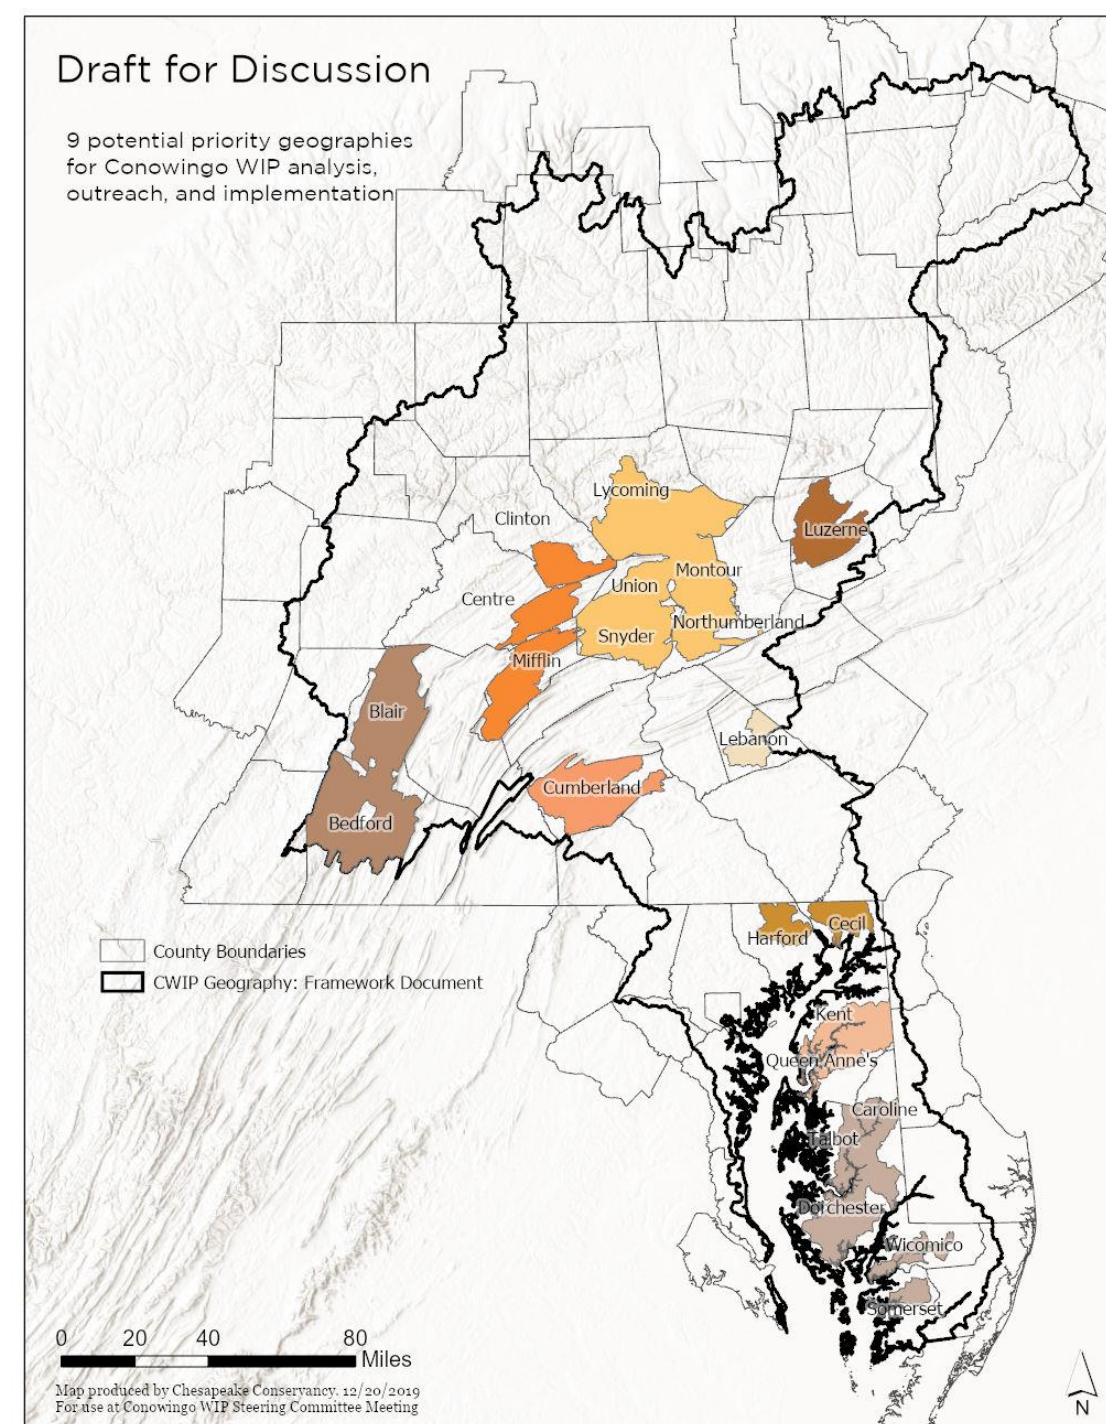 Draft for Discussion
9 potential priority geographies
for Conowingo WIP analysis,
outreach, and implementation
Lycoming
Clinton
Luzerne
Montour
Union
Centre
Northumberland
Snyder
Mifflin
Blair
Lebanon
Cumberland
Bedford
Cecil
Harford
County Boundaries
CWIP Geography: Framework Document
Kent
Queen Anne's
Caroline
Talbot
Dorchester
Wicomico
Somerset
0 20 40 80
Miles
Map produced by Chesapeake Conservancy. 12/20/2019
For use at Conowingo WIP Steering Committee Meeting
N